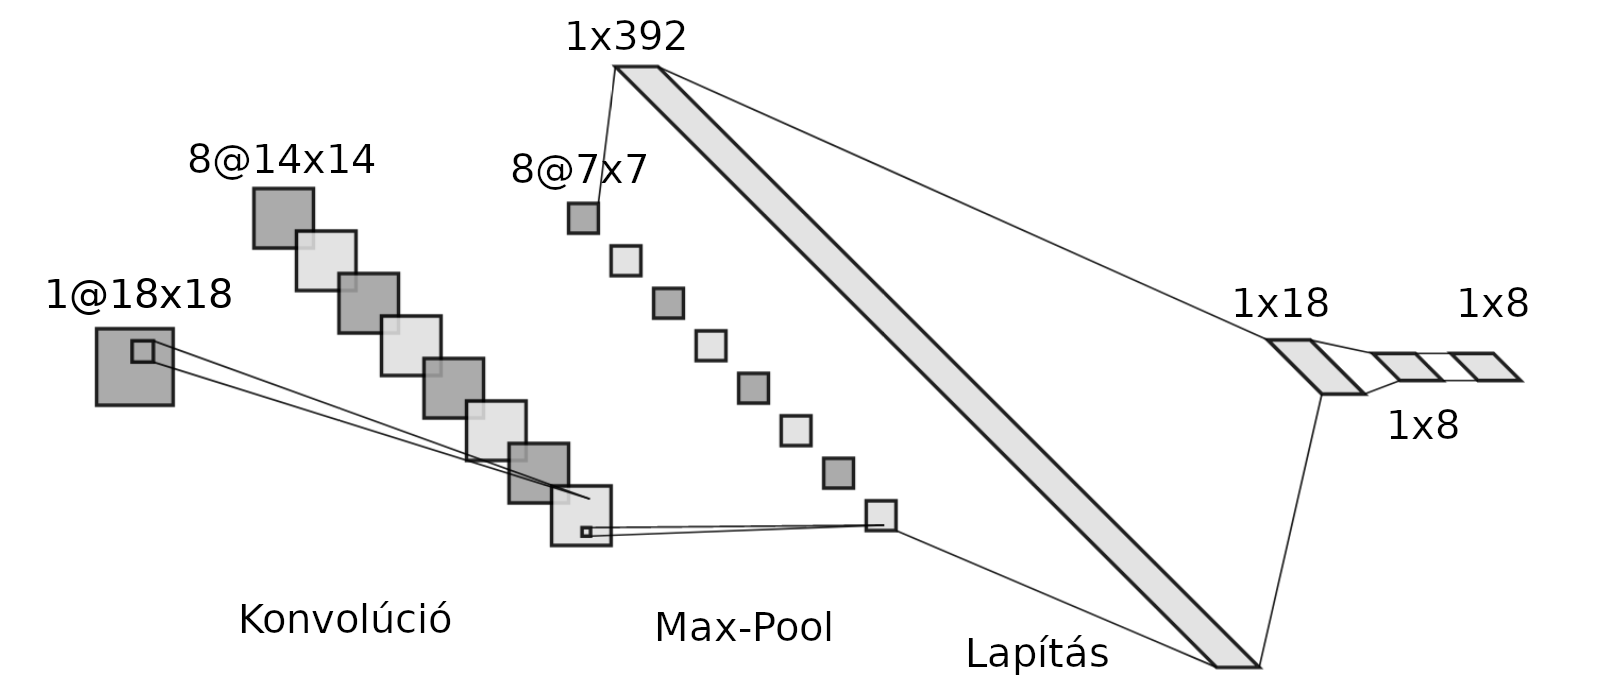 1x392
8@14x14
8@7x7
1@18x18
1x18
1x8
1x8
Konvolúció
Max-Pool
Lapítás